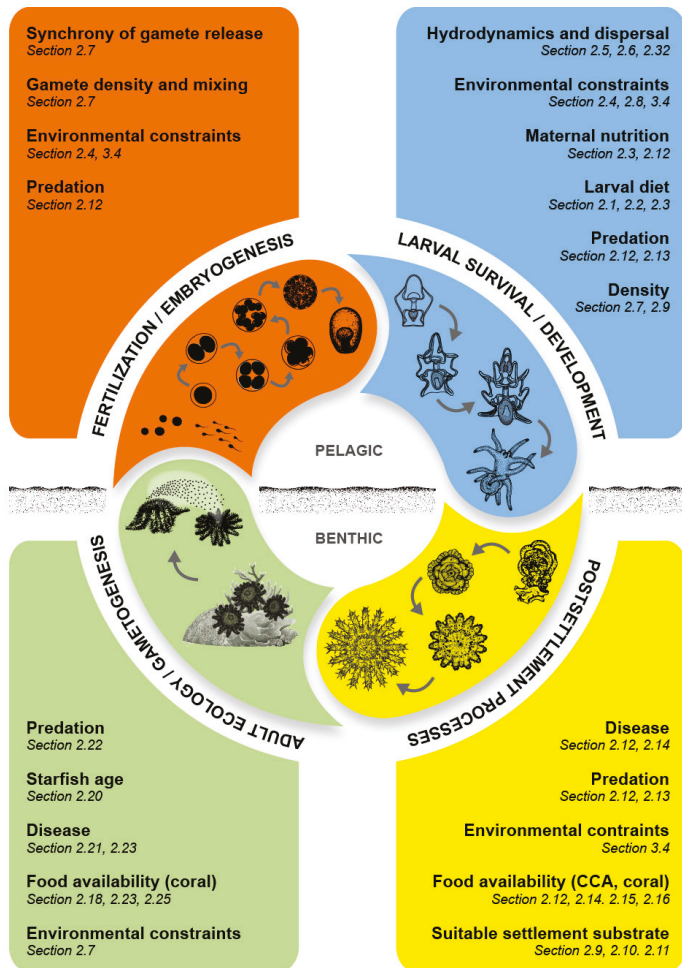 Synchrony of gamete release
Section 2.7
Gamete density and mixing
Section 2.7
Environmental constraints
Section 2.4, 3.4
Predation
Section 2.12
Hydrodynamics and dispersal
Section 2.5, 2.6, 2.32
Environmental constraints
Section 2.4, 2.8, 3.4
Maternal nutrition
Section 2.3, 2.12
Larval diet
Section 2.1, 2.2, 2.3
Predation
Section 2.12, 2.13
Density
Section 2.7, 2.9
FERTILIZATION / EMBRYOGENESIS
LARVAL SURVIVAL / DEVELOPMENT
PELAGIC
BENTHIC
ADULT ECOLOGY / GAMETOGENESIS
POSTSETTLEMENT PROCESSES
Predation
Section 2.22
Starfish age
Section 2.20
Disease
Section 2.21, 2.23
Food availability (coral)
Section 2.18, 2.23, 2.25
Environmental constraints
Section 2.7
Disease
Section 2.12, 2.14
Predation
Section 2.12, 2.13
Environmental contraints
Section 3.4
Food availability (CCA, coral)
Section 2.12, 2.14. 2.15, 2.16
Suitable settlement substrate
Section 2.9, 2.10. 2.11